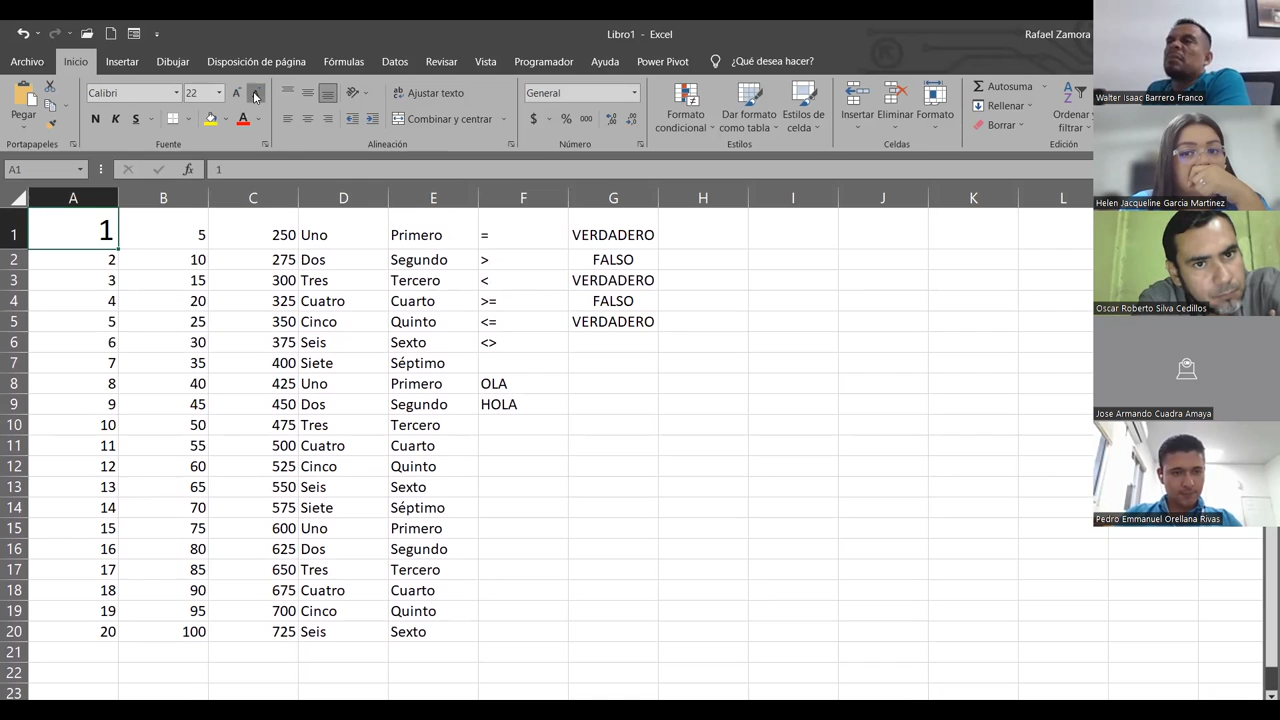 Libro1 - Excel
Rafael Zamora
Archivo Inicio Insertar Dibujar Disposición de página Fórmulas Datos Revisar Vista Programador Ayuda Power Pivot ¿Qué desea hacer?
Pegar
Calibri 22
N K S
Ajustar texto
Combinar y centrar
General
$ % 000
Formato condicional
Dar formato como tabla
Estilos de celda
Insertar Eliminar Formato
Autosuma
Rellenar
Borrar
Ordenar y
filtrar
Portapapeles Fuente Alineación Número Estilos Celdas Edición
A1 fx 1
A B C D E F G H I J K L
1 1 5 250 Uno Primero = VERDADERO
2 2 10 275 Dos Segundo > FALSO
3 3 15 300 Tres Tercero < VERDADERO
4 4 20 325 Cuatro Cuarto >= FALSO
5 5 25 350 Cinco Quinto <= VERDADERO
6 6 30 375 Seis Sexto <>
7 7 35 400 Siete Séptimo
8 8 40 425 Uno Primero OLA
9 9 45 450 Dos Segundo HOLA
10 10 50 475 Tres Tercero
11 11 55 500 Cuatro Cuarto
12 12 60 525 Cinco Quinto
13 13 65 550 Seis Sexto
14 14 70 575 Siete Séptimo
15 15 75 600 Uno Primero
16 16 80 625 Dos Segundo
17 17 85 650 Tres Tercero
18 18 90 675 Cuatro Cuarto
19 19 95 700 Cinco Quinto
20 20 100 725 Seis Sexto
21
22
23
Walter Isaac Barrero Franco
Helen Jacqueline Garcia Martinez
Oscar Roberto Silva Cedillos
Jose Armando Cuadra Amaya
Pedro Emmanuel Orellana Rivas